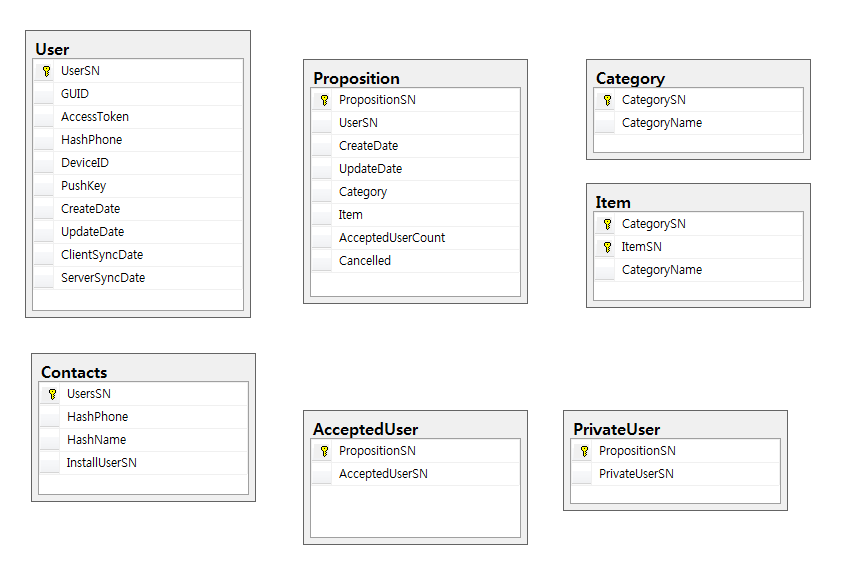 User
UserSN
GUID
AccessToken
HashPhone
DeviceID
PushKey
CreateDate
UpdateDate
ClientSyncDate
ServerSyncDate
Proposition
PropositionSN
UserSN
CreateDate
UpdateDate
Category
Item
AcceptedUserCount
Cancelled
Category
CategorySN
CategoryName
Item
CategorySN
ItemSN
CategoryName
Contacts
UsersSN
HashPhone
HashName
InstallUserSN
AcceptedUser
PropositionSN
AcceptedUserSN
PrivateUser
PropositionSN
PrivateUserSN